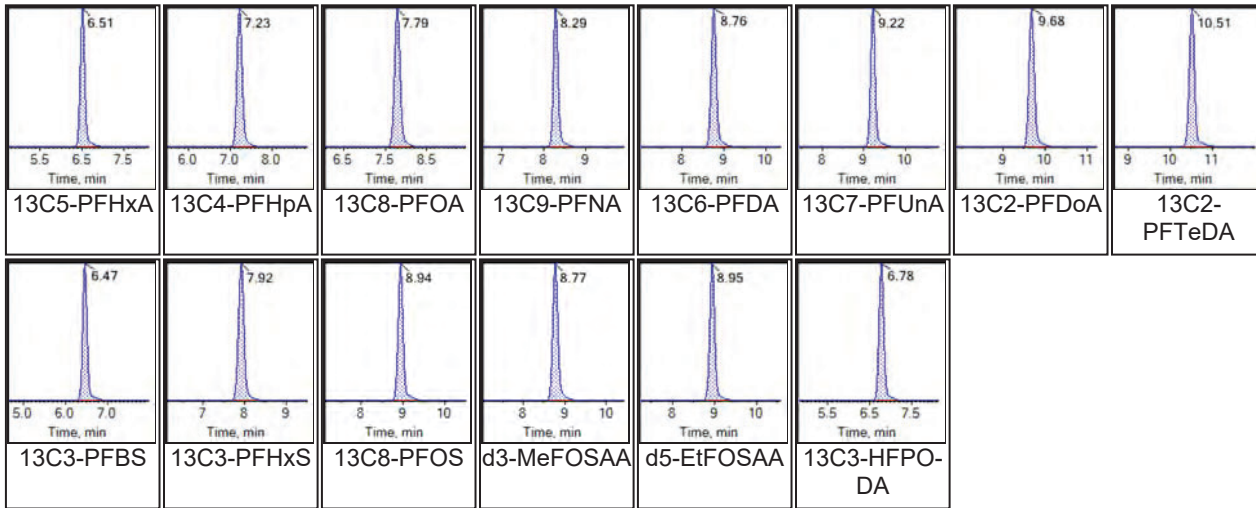 6.51 7.23 7.79 8.29 8.76 9.22 9.68 10.51
5.5 6.5 7.5 6.0 7.0 8.0 6.5 7.5 8.5 7 8 9 8 9 10 8 9 10 9 10 11 9 10 11
Time, min Time, min Time, min Time, min Time, min Time, min Time, min Time, min
13C5-PFHxA 13C4-PFHpA 13C8-PFOA 13C9-PFNA 13C6-PFDA 13C7-PFUnA 13C2-PFDoA 13C2-
PFTeDA
6.47 7.92 8.94 8.77 8.95 6.78
5.0 6.0 7.0 7 8 9 8 9 10 8 9 10 8 9 10 5.5 6.5 7.5
Time, min Time, min Time, min Time, min Time, min Time, min
13C3-PFBS 13C3-PFHxS 13C8-PFOS d3-MeFOSAA d5-EtFOSAA 13C3-HFPO-
DA